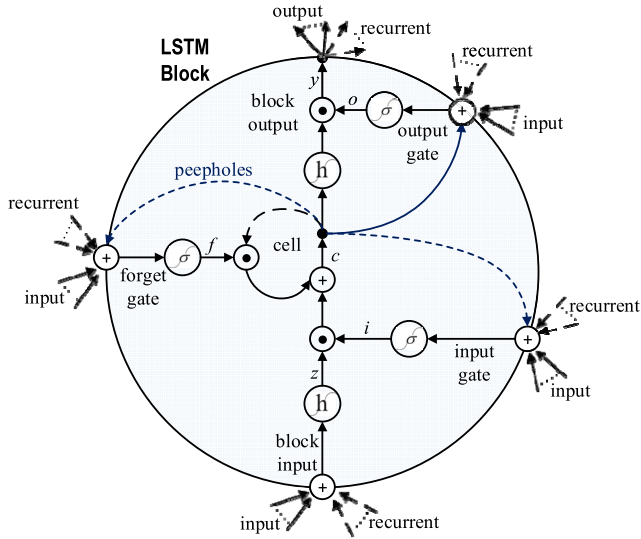 output
recurrent
LSTM
Block
recurrent
y
block
output
o
σ
output
gate
+
input
h
peepholes
recurrent
cell
+
forget
gate
σ
f
c
+
input
recurrent
i
σ
input
gate
+
input
z
h
block
input
+
input
recurrent